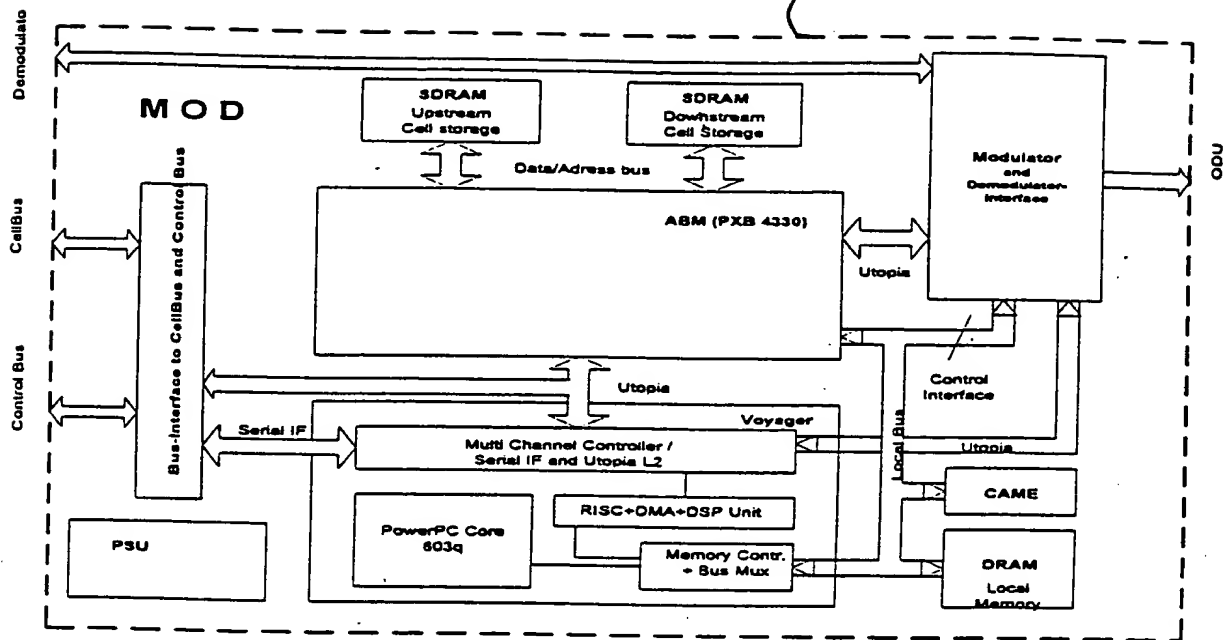 Demodulato
MOD
SDRAM
Upstream
Cell storage
SDRAM
Downstream
Cell Storage
Data/Adress bus
Modulator
and
Demodulator-
Interface
ODU
CellBus
Control Bus
Bus-Interface to CellBus and Control Bus
ABM (PXB 4330)
Utopia
Control
Interface
Utopia
Voyager
Serial IF
Multi Channel Controller /
Serial IF and Utopia L2
Local Bus
Utopia
CAME
RISC+DMA+DSP Unit
PowerPC Core
603q
Memory Contr.
+ Bus Mux
DRAM
Local
Memory
PSU